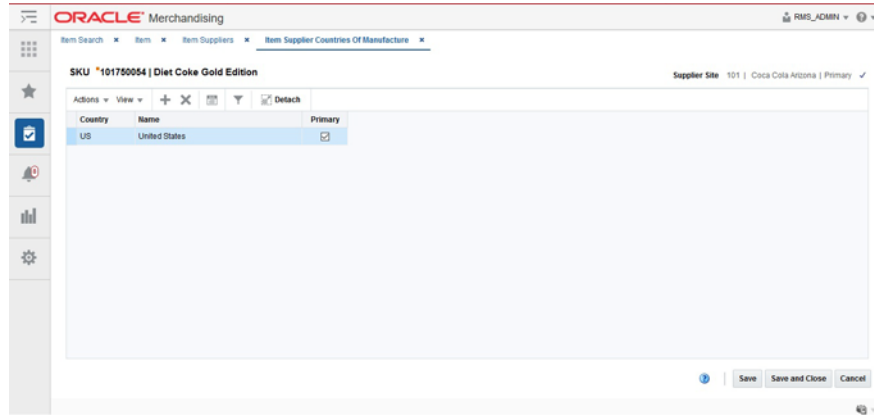 ORACLE® Merchandising
RMS_ADMIN
Item Search × Item × Item Suppliers × Item Supplier Countries Of Manufacture ×
SKU *101750054 | Diet Coke Gold Edition
Supplier Site 101 | Coca Cola Arizona | Primary ✓
Actions View Detach
Country Name Primary
US United States
Save Save and Close Cancel